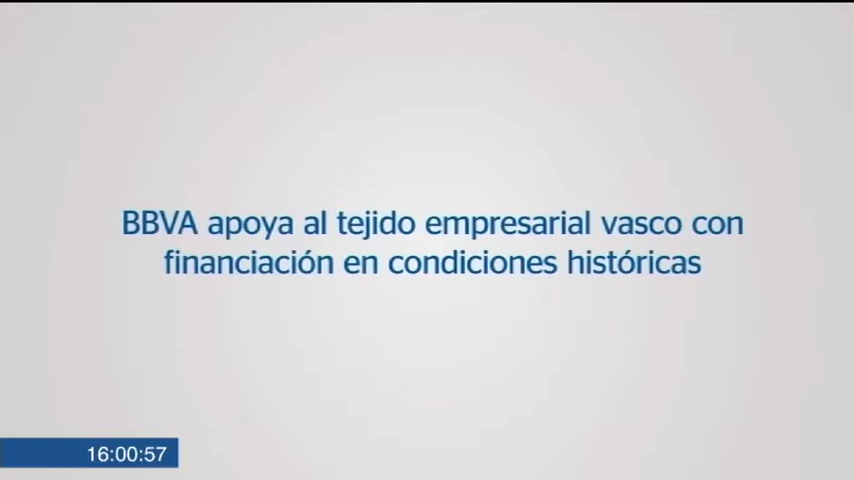 BBVA apoya al tejido empresarial vasco con
financiación en condiciones históricas
16:00:57